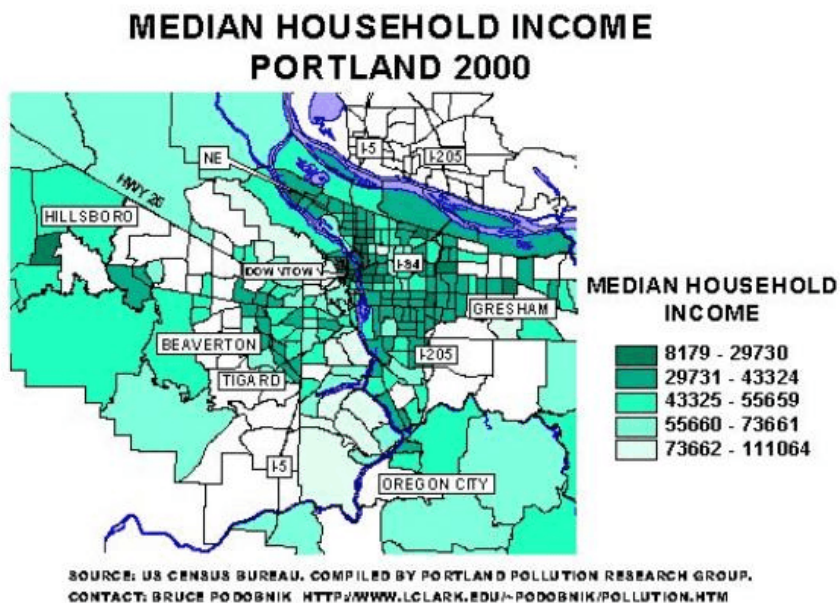 MEDIAN HOUSEHOLD INCOME
PORTLAND 2000
I-5
NE
I-205
HWY 26
HILLSBORO
DOWNTOWN
I-84
GRESHAM
BEAVERTON
I-205
TIGARD
I-5
OREGON CITY
MEDIAN HOUSEHOLD
INCOME
8179 - 29730
29731 - 43324
43325 - 55659
55660 - 73661
73662 - 111064
SOURCE: US CENSUS BUREAU. COMPILED BY PORTLAND POLLUTION RESEARCH GROUP.
CONTACT: BRUCE PODOBNIK HTTP://WWW.LCLARK.EDU/~PODOBNIK/POLLUTION.HTM